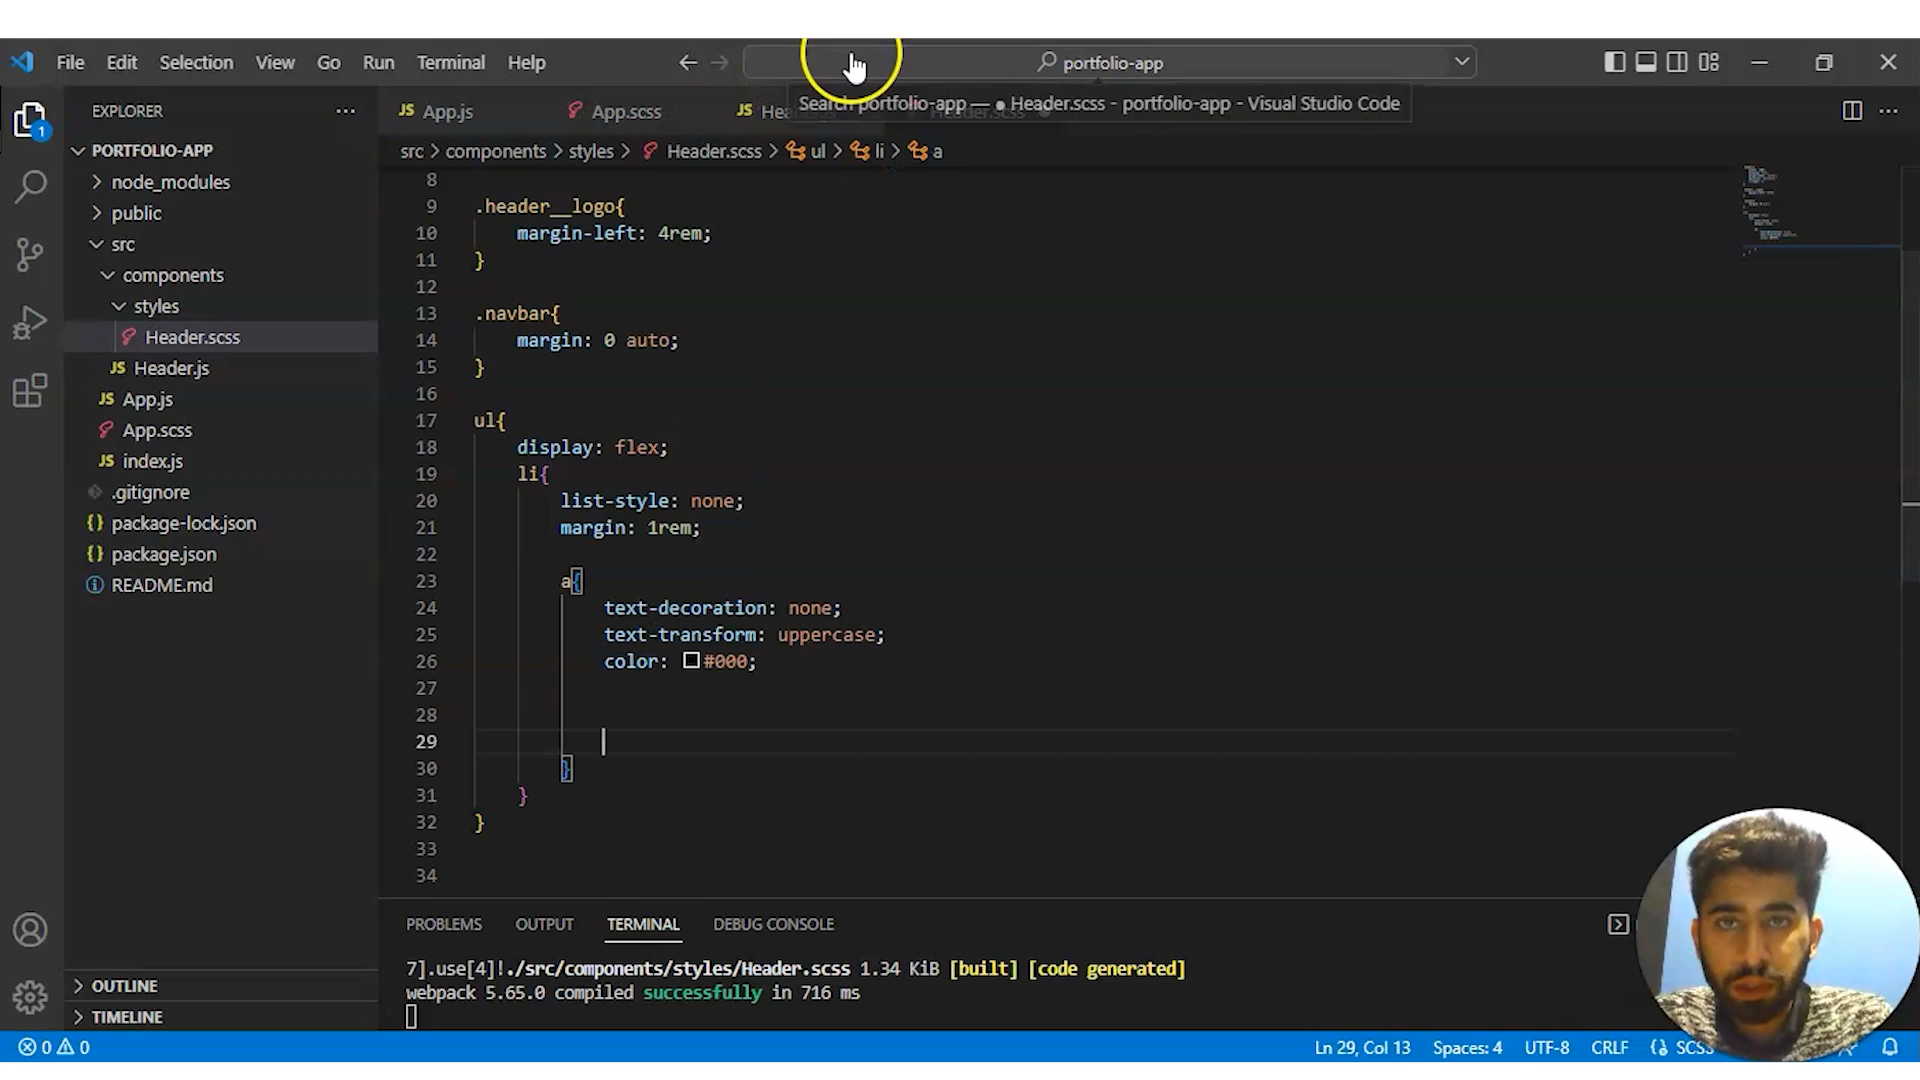 File Edit Selection View Go Run Terminal Help portfolio-app
Search portfolio-app — ● Header.scss - portfolio-app - Visual Studio Code
EXPLORER
JS App.js App.scss JS Header.js Header.scss
1
PORTFOLIO-APP
node_modules
public
src
components
styles
Header.scss
JS Header.js
JS App.js
App.scss
JS index.js
.gitignore
{} package-lock.json
{} package.json
README.md
OUTLINE
TIMELINE
src > components > styles > Header.scss > ul > li > a
8
9 .header__logo{
10 margin-left: 4rem;
11 }
12
13 .navbar{
14 margin: 0 auto;
15 }
16
17 ul{
18 display: flex;
19 li{
20 list-style: none;
21 margin: 1rem;
22
23 a{
24 text-decoration: none;
25 text-transform: uppercase;
26 color: #000;
27
28
29
30 }
31 }
32 }
33
34
PROBLEMS OUTPUT TERMINAL DEBUG CONSOLE
7].use[4]!./src/components/styles/Header.scss 1.34 KiB [built] [code generated]
webpack 5.65.0 compiled successfully in 716 ms
0 0 Ln 29, Col 13 Spaces: 4 UTF-8 CRLF SCSS